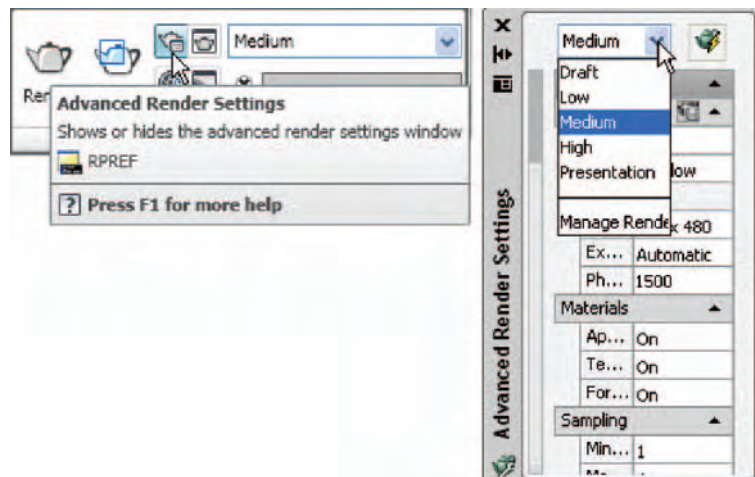 Medium
Ren
Advanced Render Settings
Shows or hides the advanced render settings window
RPREF
? Press F1 for more help
Advanced Render Settings
Medium
Draft
Low
Medium
High
Presentation
low
Manage Rende
x 480
Ex... Automatic
Ph... 1500
Materials
Ap... On
Te... On
For... On
Sampling
Min... 1